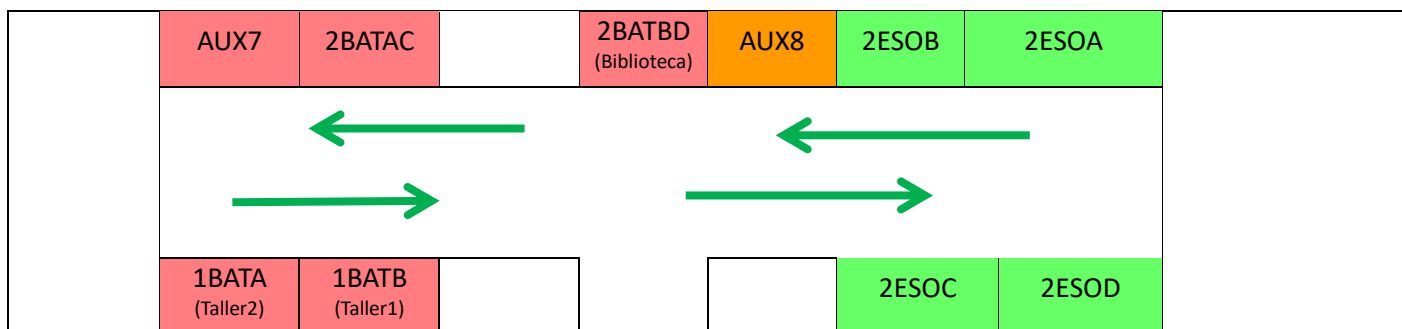 AUX7
2BATAC
2BATBD
(Biblioteca)
AUX8
2ESOB
2ESOA
1BATA
(Taller2)
1BATB
(Taller1)
2ESOC
2ESOD